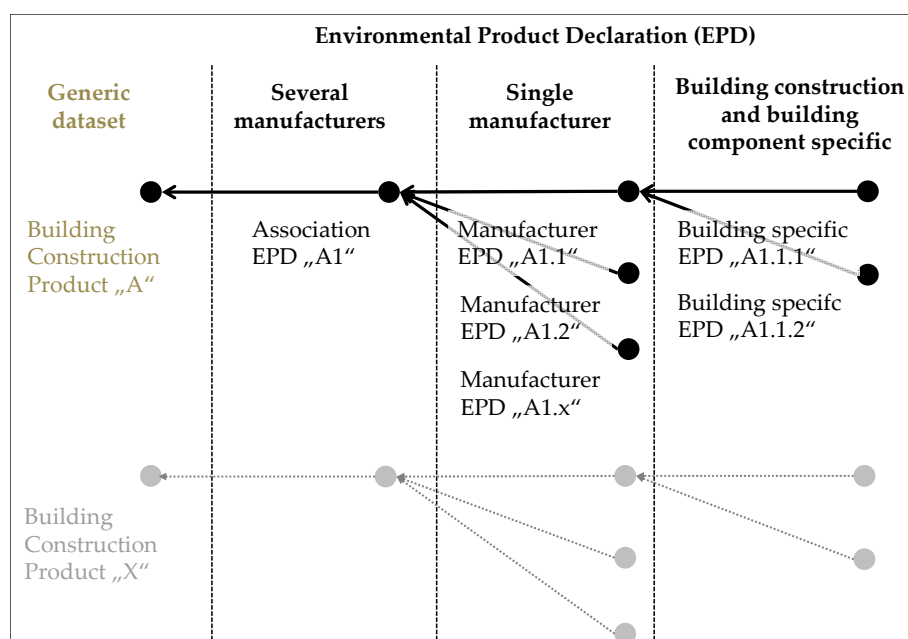 Environmental Product Declaration (EPD)
Generic
dataset
Several
manufacturers
Single
manufacturer
Building construction
and building
component specific
Building
Construction
Product „A“
Association
EPD „A1“
Manufacturer
EPD „A1.1“
Manufacturer
EPD „A1.2“
Manufacturer
EPD „A1.x“
Building specific
EPD „A1.1.1“
Building specifc
EPD „A1.1.2“
Building
Construction
Product „X“